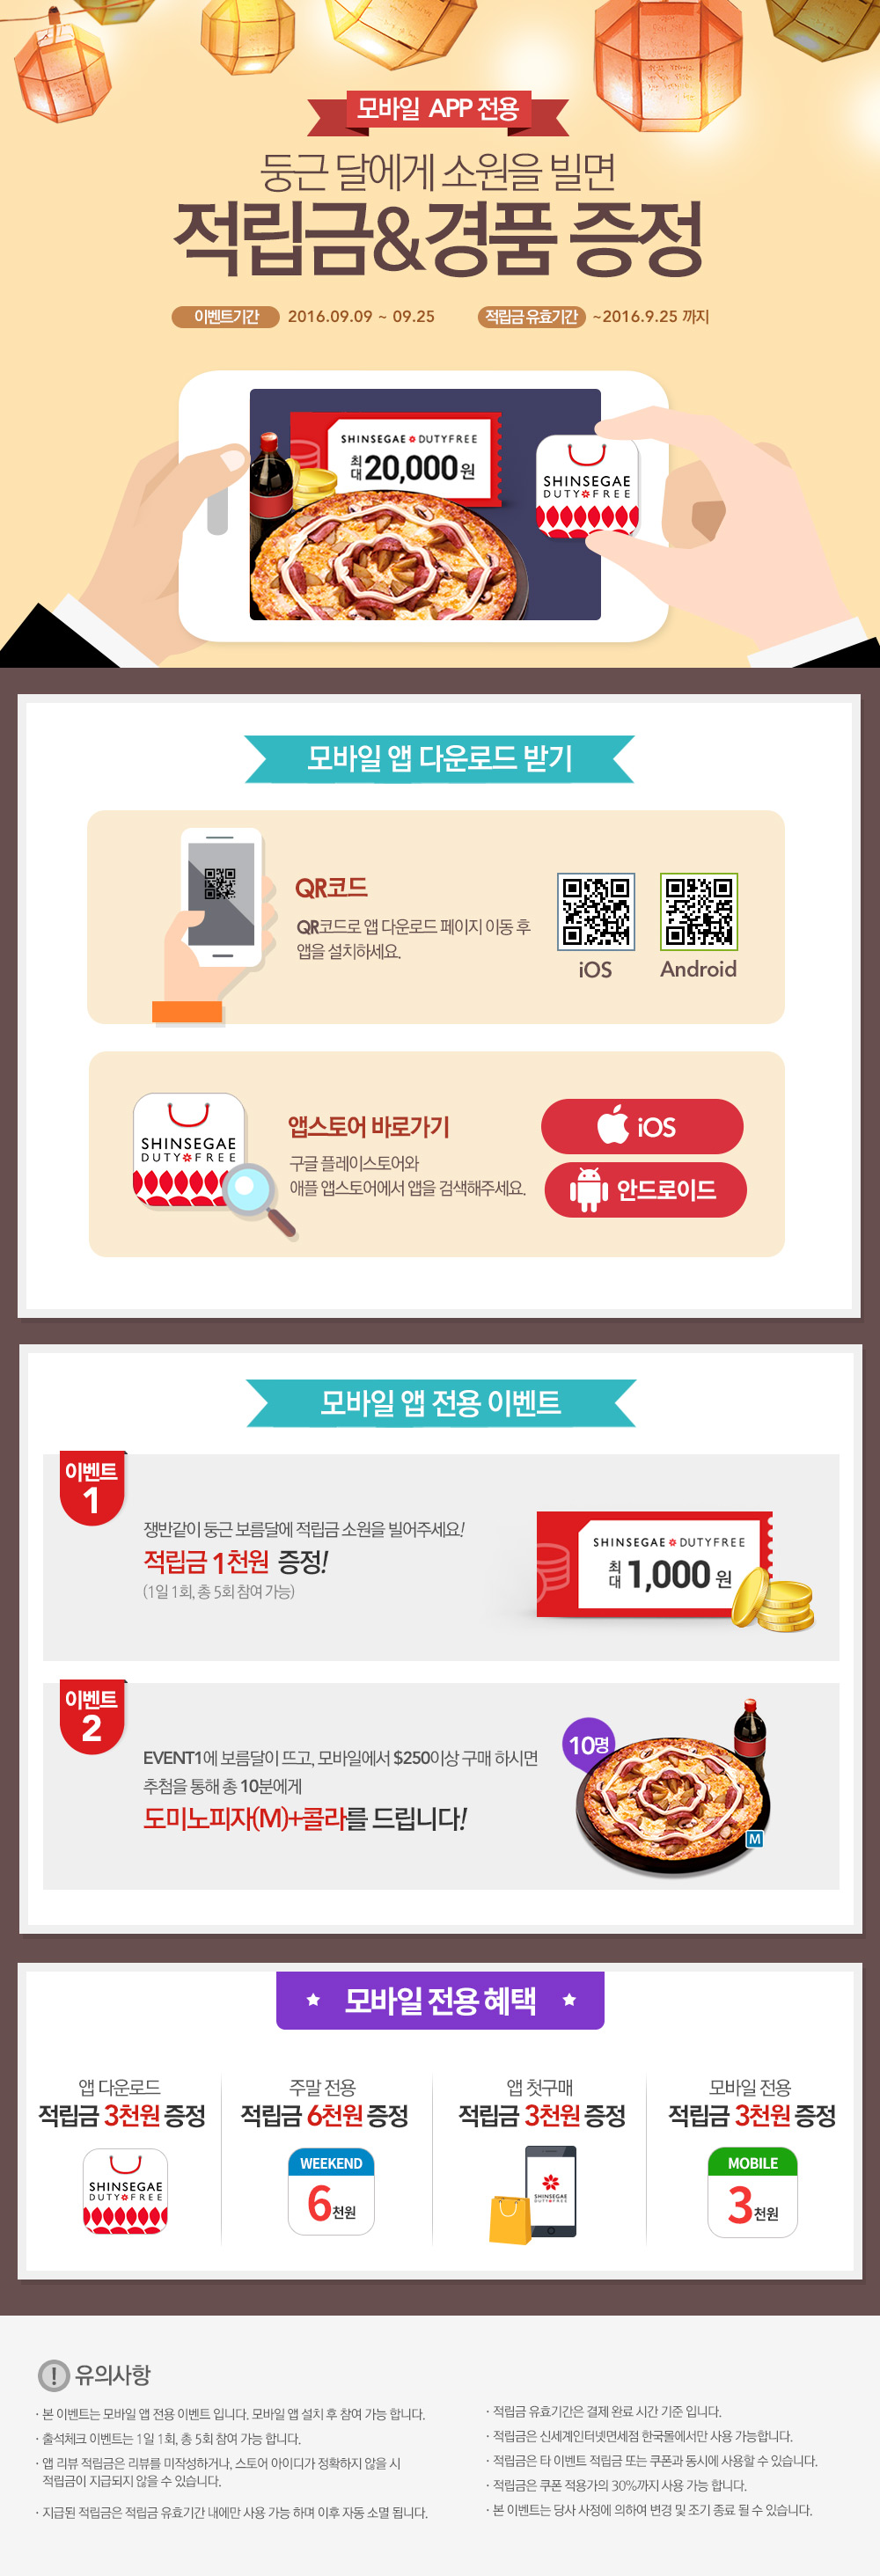 모바일 APP 전용
둥근 달에게 소원을 빌면
적립금&경품 증정
이벤트기간 2016.09.09 ~ 09.25 적립금 유효기간 ~2016.9.25 까지
SHINSEGAE DUTYFREE
최대 20,000 원
SHINSEGAE
DUTY FREE
모바일 앱 다운로드 받기
QR코드
QR코드로 앱 다운로드 페이지 이동 후
앱을 설치하세요.
iOS Android
SHINSEGAE
DUTY FREE
앱스토어 바로가기
구글 플레이스토어와
애플 앱스토어에서 앱을 검색해주세요.
iOS
안드로이드
모바일 앱 전용 이벤트
이벤트
1
쟁반같이 둥근 보름달에 적립금 소원을 빌어주세요!
적립금 1천원 증정!
(1일 1회, 총 5회 참여 가능)
SHINSEGAE DUTYFREE
최대 1,000 원
이벤트
2
EVENT1에 보름달이 뜨고, 모바일에서 $250이상 구매 하시면
추첨을 통해 총 10분에게
도미노피자(M)+콜라를 드립니다!
10명
M
모바일 전용 혜택
앱 다운로드
적립금 3천원 증정
SHINSEGAE
DUTY FREE
주말 전용
적립금 6천원 증정
WEEKEND
6천원
앱 첫구매
적립금 3천원 증정
SHINSEGAE
DUTY FREE
모바일 전용
적립금 3천원 증정
MOBILE
3천원
! 유의사항
· 본 이벤트는 모바일 앱 전용 이벤트 입니다. 모바일 앱 설치 후 참여 가능 합니다.
· 출석체크 이벤트는 1일 1회, 총 5회 참여 가능 합니다.
· 앱 리뷰 적립금은 리뷰를 미작성하거나, 스토어 아이디가 정확하지 않을 시
적립금이 지급되지 않을 수 있습니다.
· 지급된 적립금은 적립금 유효기간 내에만 사용 가능 하며 이후 자동 소멸 됩니다.
· 적립금 유효기간은 결제 완료 시간 기준 입니다.
· 적립금은 신세계인터넷면세점 한국몰에서만 사용 가능합니다.
· 적립금은 타 이벤트 적립금 또는 쿠폰과 동시에 사용할 수 있습니다.
· 적립금은 쿠폰 적용가의 30%까지 사용 가능 합니다.
· 본 이벤트는 당사 사정에 의하여 변경 및 조기 종료 될 수 있습니다.